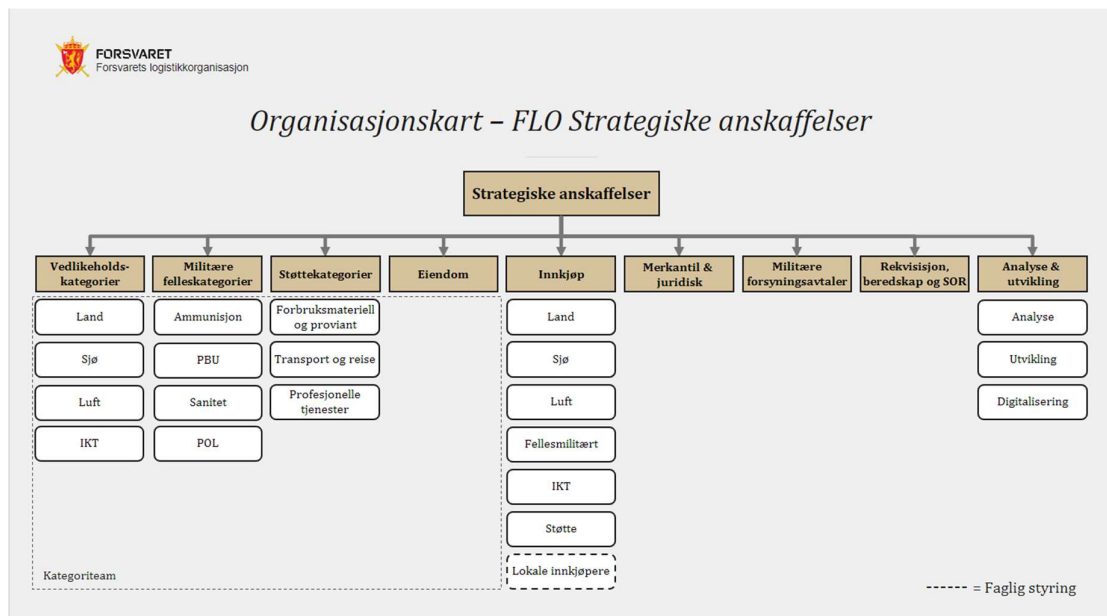 FORSVARET
Forsvarets logistikkorganisasjon
Organisasjonskart – FLO Strategiske anskaffelser
Strategiske anskaffelser
Vedlikeholds-
kategorier
Militære
felleskategorier
Støttekategorier
Eiendom
Innkjøp
Merkantil &
juridisk
Militære
forsyningsavtaler
Rekvisisjon,
beredskap og SOR
Analyse &
utvikling
Land
Sjø
Luft
IKT
Ammunisjon
PBU
Sanitet
POL
Forbruksmateriell
og proviant
Transport og reise
Profesjonelle
tjenester
Land
Sjø
Luft
Fellesmilitært
IKT
Støtte
Lokale innkjøpere
Analyse
Utvikling
Digitalisering
Kategoriteam
------ = Faglig styring